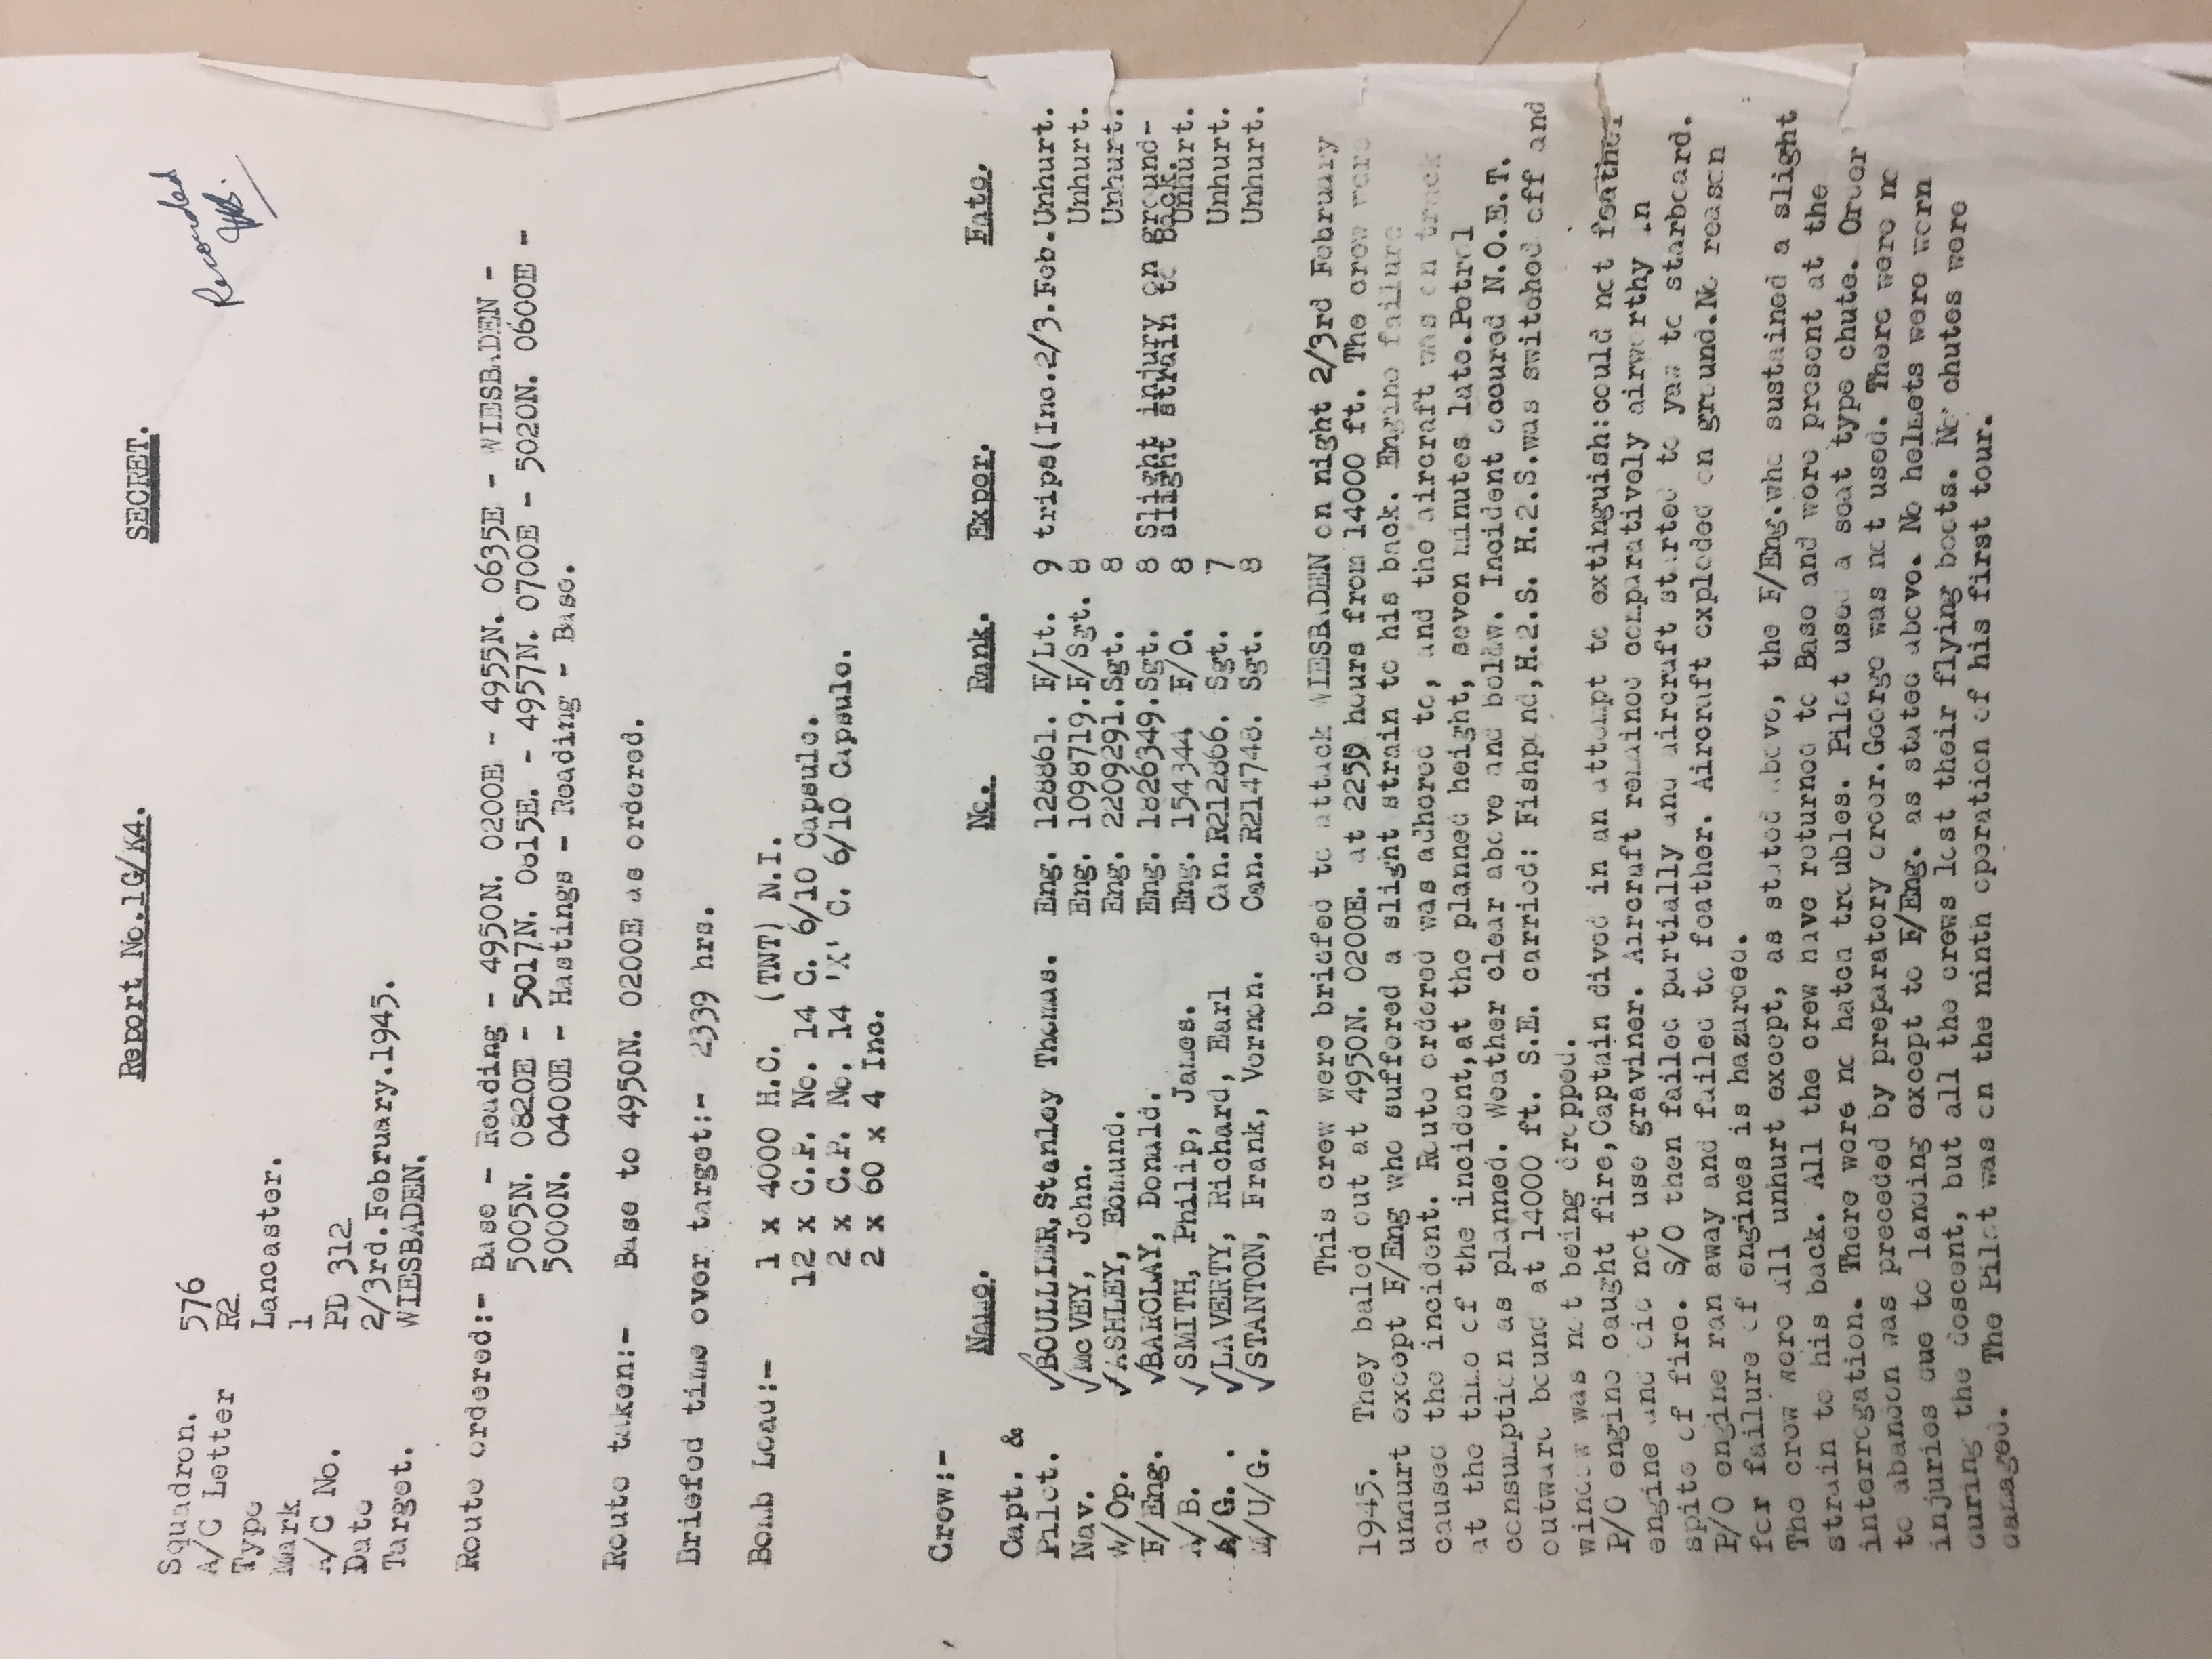 Report No.1G/K4. SECRET.
Recorded
Squadron. 576
A/C Letter R2
Type Lancaster.
Mark 1
A/C No. PD 312
Date 2/3rd.February.1945.
Target. WIESBADEN.
Route ordered:- Base - Reading - 4950N. 0200E - 4955N. 0635E - WIESBADEN -
5005N. 0820E - 5017N. 0815E. - 4957N. 0700E - 5020N. 0600E -
5000N. 0400E - Hastings - Reading - Base.
Route taken:- Base to 4950N. 0200E as ordered.
Briefed time over target:- 2339 hrs.
Bomb Load:- 1 x 4000 H.C. (TNT) N.I.
12 x C.P. No. 14 C. 6/10 Capsule.
2 x C.P. No. 14 'X' C. 6/10 Capsule.
2 x 60 x 4 Inc.
Crew:- Name. No. Rank. Exper. Fate.
Capt. &
Pilot. BOULLIER,Stanley Thomas. Eng. 128861. F/Lt. 9 trips(Inc.2/3.Feb.Unhurt.
Nav. Mc VEY, John. Eng. 1098719.F/Sgt. 8 Unhurt.
W/Op. ASHLEY, Edmund. Eng. 2209291.Sgt. 8 Unhurt.
F/Eng. BARCLAY, Donald. Eng. 1826349.Sgt. 8 Slight injury on ground-
slight strain to back.
A/B. SMITH, Philip, James. Eng. 154344 F/O. 8 Unhurt.
A/G. LAVERTY, Richard, Earl Can.R212866. Sgt. 7 Unhurt.
M/U/G. STANTON, Frank, Vernon. Can.R214748. Sgt. 8 Unhurt.
This crew were briefed to attack WIESBADEN on night 2/3rd February
1945. They baled out at 4950N. 0200E. at 2259 hours from 14000 ft. The crew were
unhurt except F/Eng who suffered a slight strain to his back. Engine failure
caused the incident. Route ordered was adhered to, and the aircraft was on track
at the time of the incident,at the planned height, seven minutes late.Petrol
consumption as planned. Weather clear above and below. Incident occured N.O.E.T.
outward bound at 14000 ft. S.E. carried: Fishpond,H.2.S. H.2.S.was switched off and
window was not being dropped.
P/O engine caught fire,Captain dived in an attempt to extinguish:could not feather
engine and did not use graviner. Aircraft remained comparatively airworthy in
spite of fire. S/O then failed partially and aircraft started to yaw to starboard.
P/O engine ran away and failed to feather. Aircraft exploded on ground.No reason
for failure of engines is hazarded.
The crew were all unhurt except, as stated above, the F/Eng.who sustained a slight
strain to his back. All the crew have returned to Base and were present at the
interrogation. There were no hatch troubles. Pilot used a seat type chute. Order
to abandon was preceded by preparatory order.George was not used. There were no
injuries due to landing except to F/Eng. as stated above. No helmets were worn
during the descent, but all the crews lost their flying boots. No chutes were
damaged. The Pilot was on the ninth operation of his first tour.